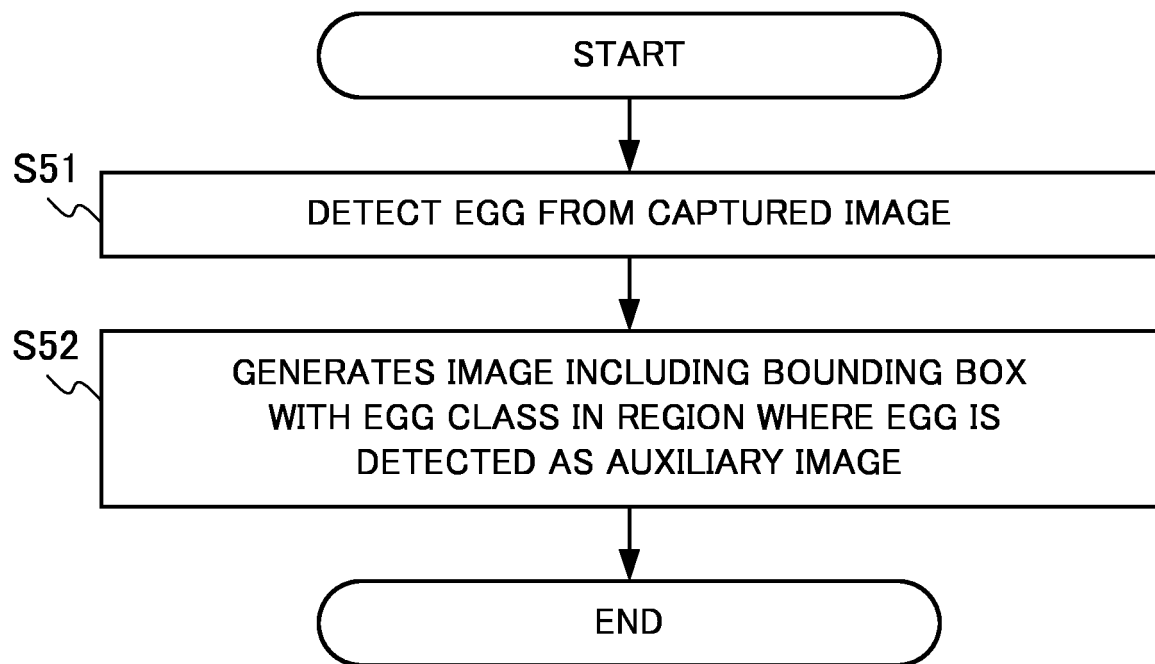 START
S51
DETECT EGG FROM CAPTURED IMAGE
S52
GENERATES IMAGE INCLUDING BOUNDING BOX
WITH EGG CLASS IN REGION WHERE EGG IS
DETECTED AS AUXILIARY IMAGE
END